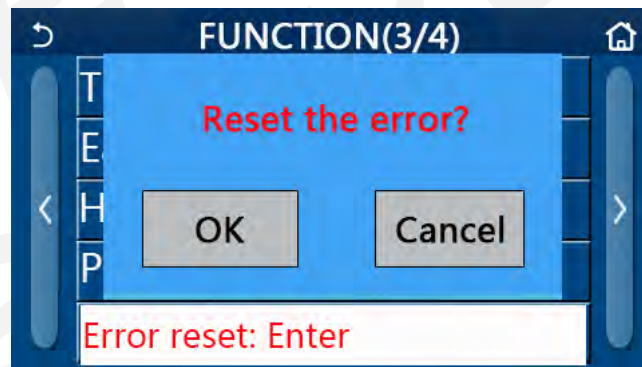 FUNCTION(3/4)
T
Reset the error?
E
H
OK
Cancel
P
Error reset: Enter